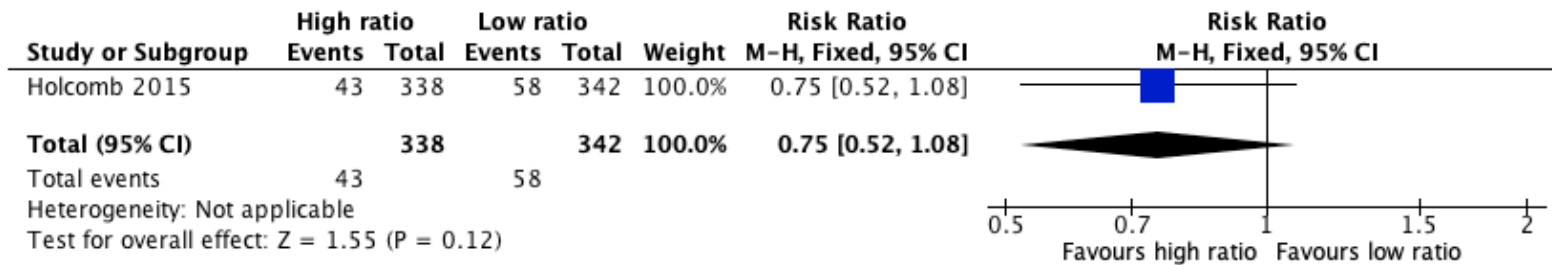 High ratio Low ratio Risk Ratio Risk Ratio
Study or Subgroup Events Total Events Total Weight M-H, Fixed, 95% CI M-H, Fixed, 95% CI
Holcomb 2015 43 338 58 342 100.0% 0.75 [0.52, 1.08]
Total (95% CI) 338 342 100.0% 0.75 [0.52, 1.08]
Total events 43 58
Heterogeneity: Not applicable
Test for overall effect: Z = 1.55 (P = 0.12)
0.5 0.7 1 1.5 2
Favours high ratio Favours low ratio